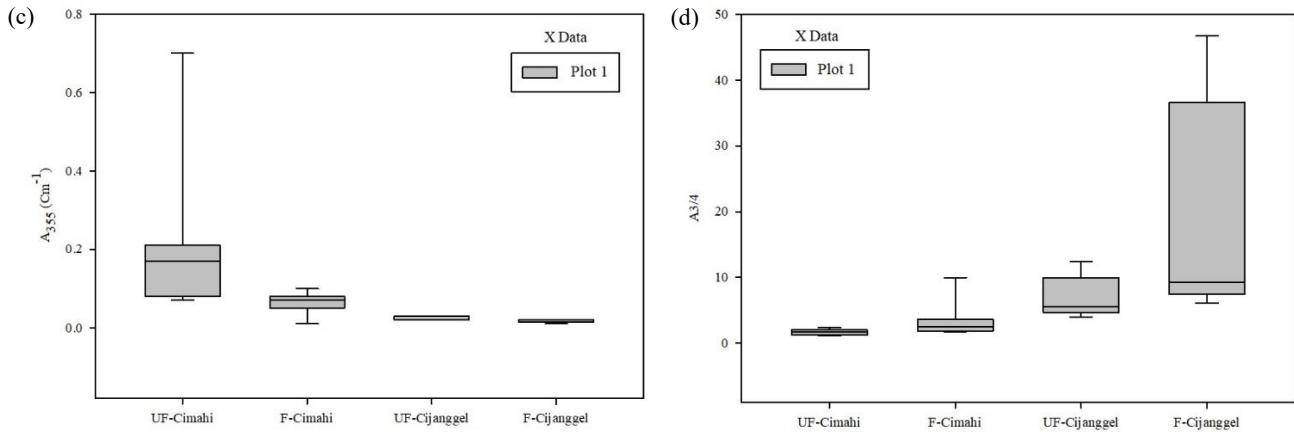 (c)
0.8
0.6
0.4
0.2
0.0
A355 (Cm-1)
X Data
Plot 1
UF-Cimahi F-Cimahi UF-Cijanggel F-Cijanggel
(d)
50
40
30
20
10
0
A3/4
X Data
Plot 1
UF-Cimahi F-Cimahi UF-Cijanggel F-Cijanggel